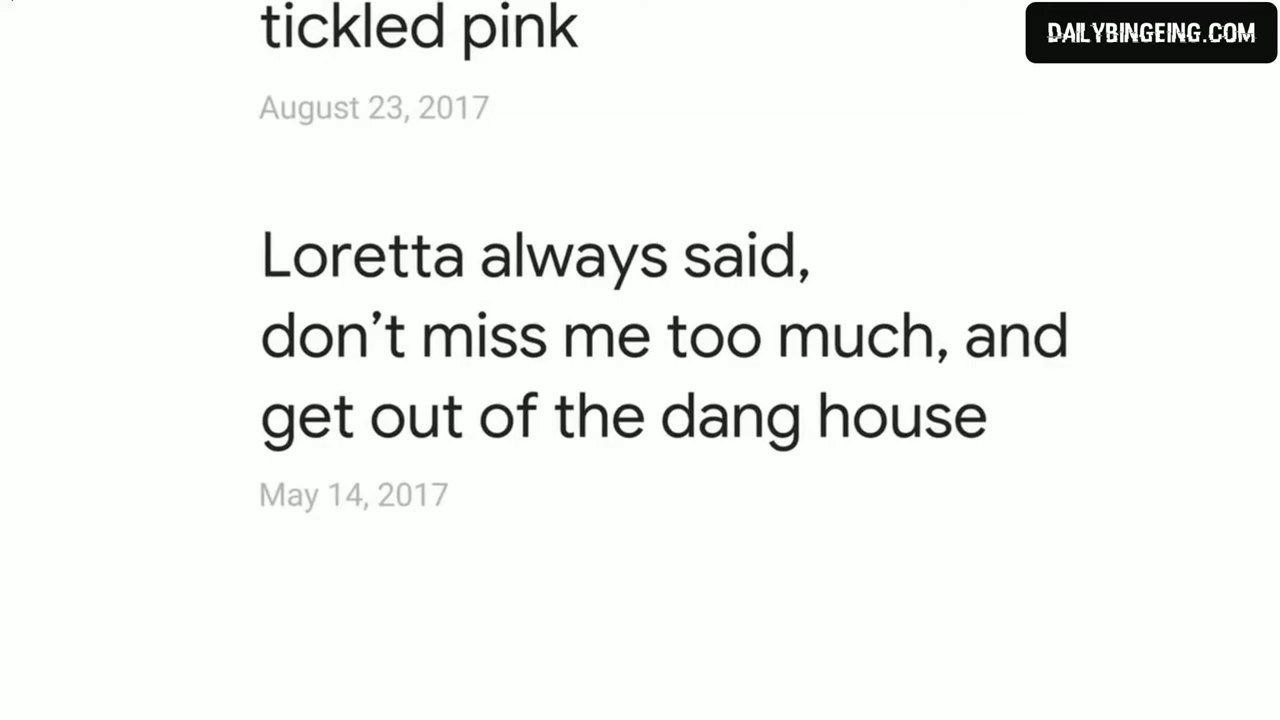 tickled pink
DAILYBINGEING.COM
August 23, 2017
Loretta always said,
don’t miss me too much, and
get out of the dang house
May 14, 2017